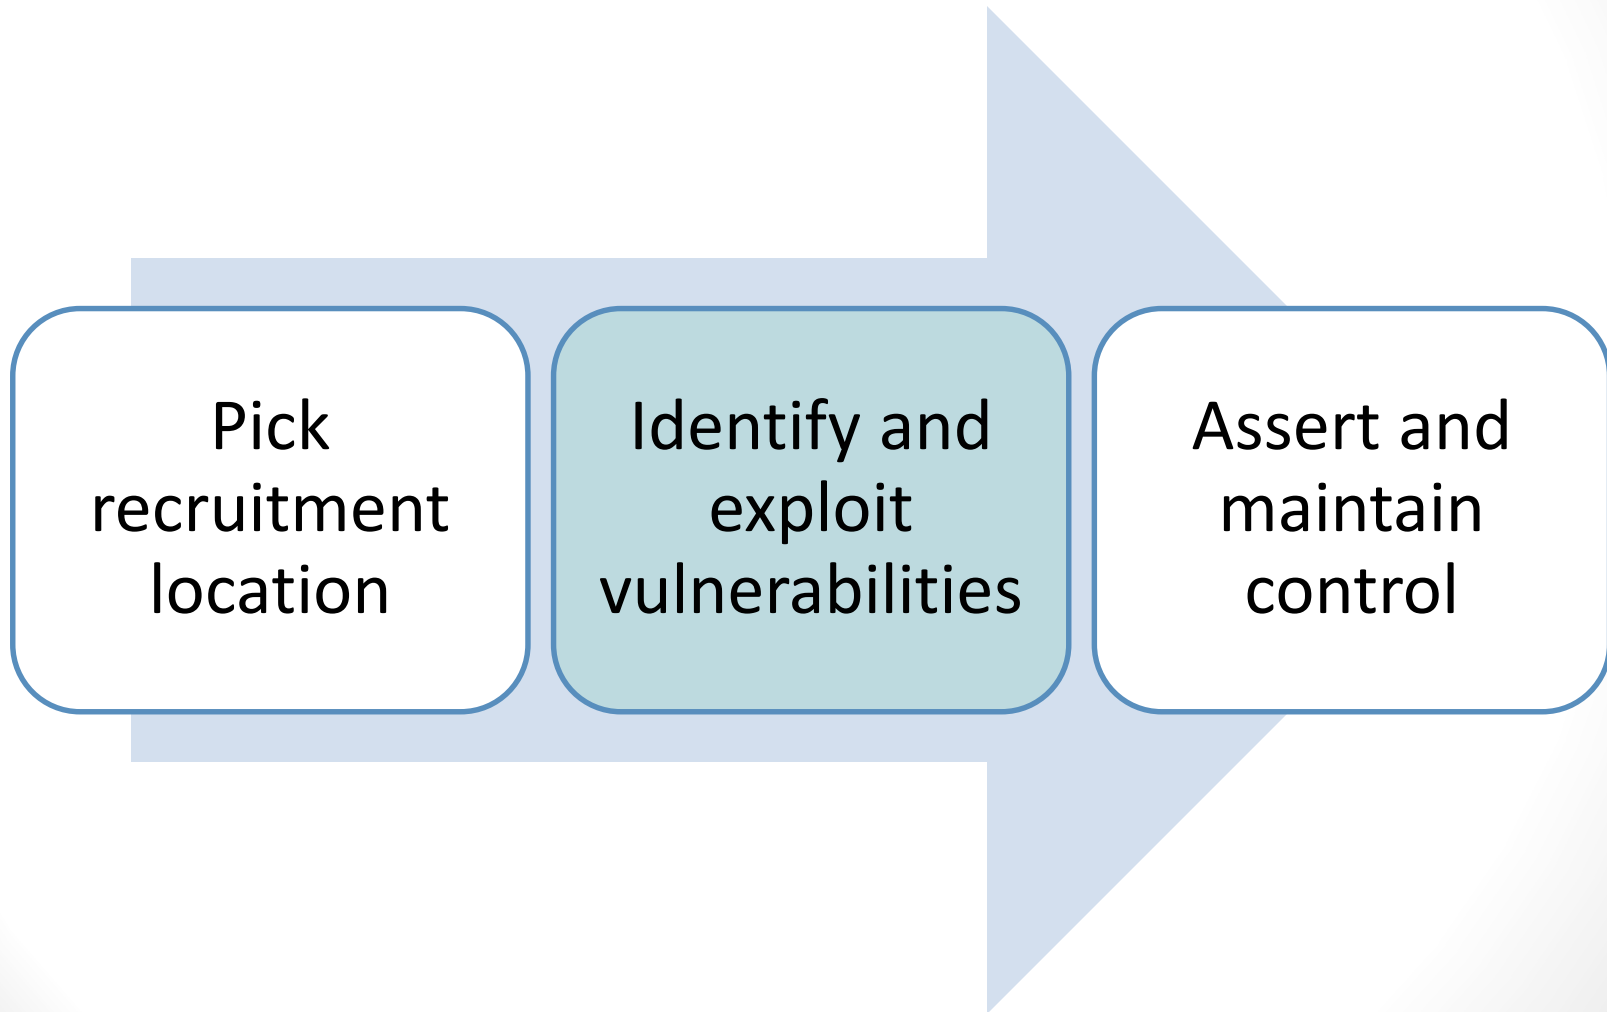 Pick
recruitment
location
Identify and
exploit
vulnerabilities
Assert and
maintain
control